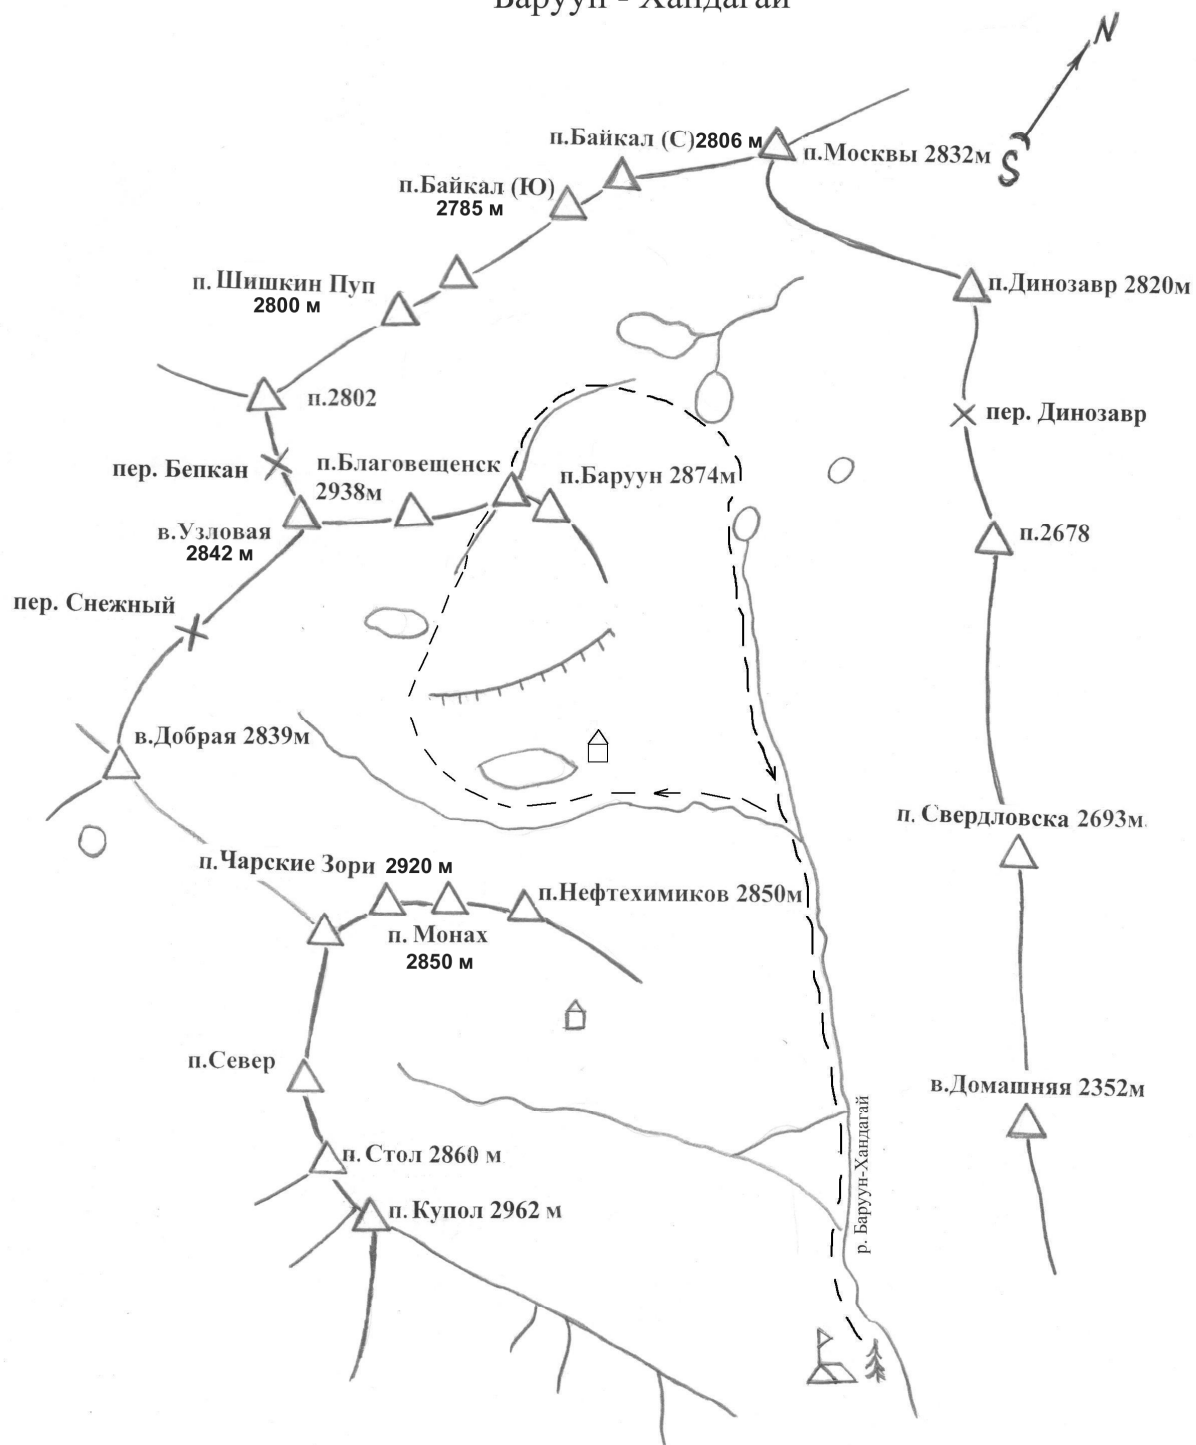 Баруун - Хандагай
N
S
п.Байкал (С)2806 м
п.Москвы 2832м
п.Байкал (Ю)
2785 м
п. Шишкин Пуп
2800 м
п.Динозавр 2820м
п.2802
пер. Динозавр
пер. Бепкан
п.Благовещенск
2938м
п.Баруун 2874м
в.Узловая
2842 м
п.2678
пер. Снежный
в.Добрая 2839м
п. Свердловска 2693м.
п.Чарские Зори 2920 м
п.Нефтехимиков 2850м
п. Монах
2850 м
п.Север
в.Домашняя 2352м
п. Стол 2860 м
р. Баруун-Хандагай
п. Купол 2962 м